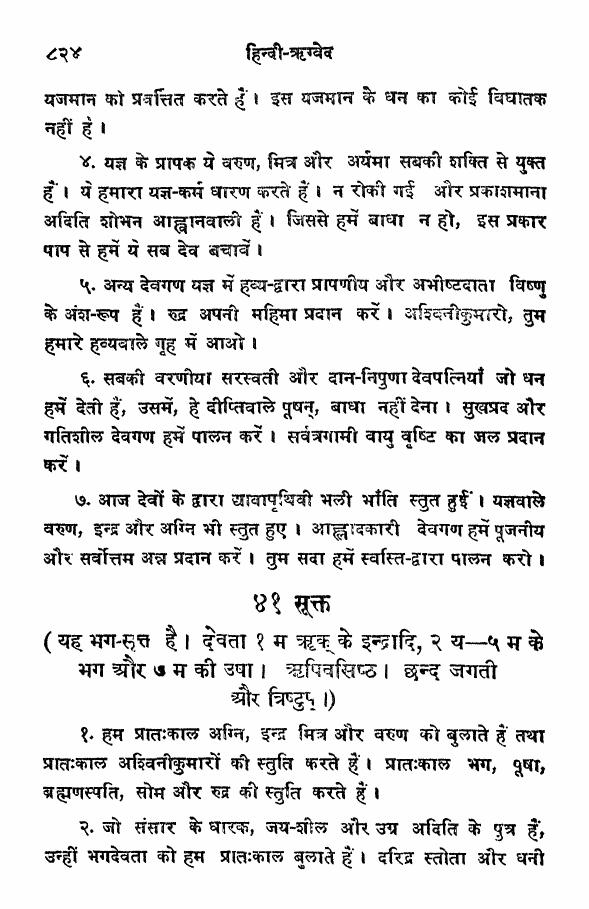 ८२४ हिन्दी-ऋग्वेद
यजमान को प्रवर्त्तित करते हैं। इस यजमान के धन का कोई विघातक
नहीं है।
४. यज्ञ के प्रापक ये वरुण, मित्र और अर्यमा सबकी शक्ति से युक्त
हैं। ये हमारा यज्ञ-कर्म धारण करते हैं। न रोकी गई और प्रकाशमाना
अदिति शोभन आह्वानवाली हैं। जिससे हमें बाधा न हो, इस प्रकार
पाप से हमें ये सब देव बचावें।
५. अन्य देवगण यज्ञ में हव्य-द्वारा प्रापणीय और अभीष्टदाता विष्णु
के अंश-रूप हैं। रुद्र अपनी महिमा प्रदान करें। अश्विनीकुमारो, तुम
हमारे हव्यवाले गृह में आओ।
६. सबकी वरणीया सरस्वती और दान-निपुणा देवपत्नियाँ जो धन
हमें देती हैं, उसमें, हे दीप्तिवाले पूषन्, बाधा नहीं देना। सुखप्रद और
गतिशील देवगण हमें पालन करें। सर्वत्रगामी वायु वृष्टि का जल प्रदान
करें।
७. आज देवों के द्वारा द्यावापृथिवी भली भाँति स्तुत हुईं। यज्ञवाले
वरुण, इन्द्र और अग्नि भी स्तुत हुए। आह्लादकारी देवगण हमें पूजनीय
और सर्वोत्तम अन्न प्रदान करें। तुम सदा हमें स्वस्ति-द्वारा पालन करो।
४१ सूक्त
(यह भग-सूक्त है। देवता १ म ऋक् के इन्द्रादि, २ य—५ म के
भग और ७ म की उषा। ऋषिवसिष्ठ। छन्द जगती
और त्रिष्टुप्।)
१. हम प्रातःकाल अग्नि, इन्द्र मित्र और वरुण को बुलाते हैं तथा
प्रातःकाल अश्विनीकुमारों की स्तुति करते हैं। प्रातःकाल भग, पूषा,
ब्रह्मणस्पति, सोम और रुद्र की स्तुति करते हैं।
२. जो संसार के धारक, जय-शील और उग्र अदिति के पुत्र हैं,
उन्हीं भगदेवता को हम प्रातःकाल बुलाते हैं। दरिद्र स्तोता और धनी